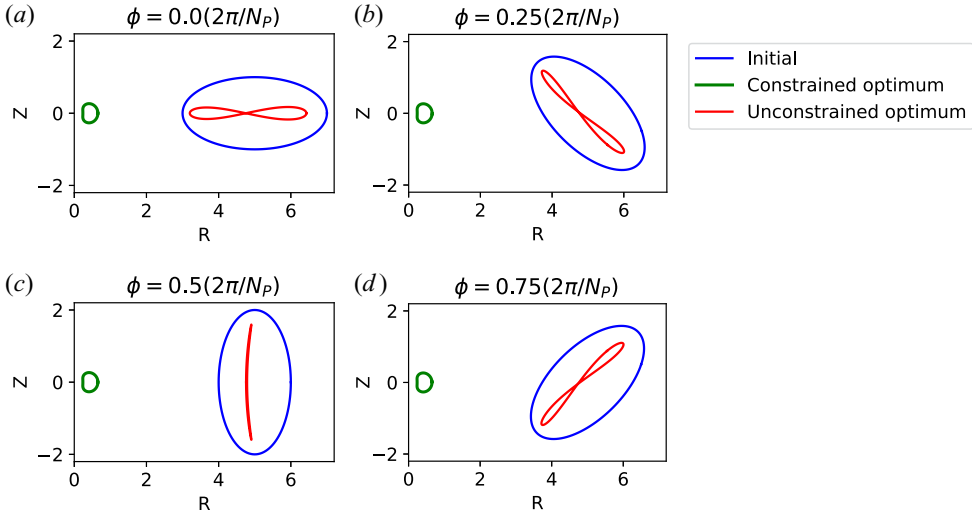 (a)
ϕ = 0.0(2π/N_P)
2
0
−2
Z
0
2
4
6
R
(b)
ϕ = 0.25(2π/N_P)
2
0
−2
Z
0
2
4
6
R
Initial
Constrained optimum
Unconstrained optimum
(c)
ϕ = 0.5(2π/N_P)
2
0
−2
Z
0
2
4
6
R
(d)
ϕ = 0.75(2π/N_P)
2
0
−2
Z
0
2
4
6
R